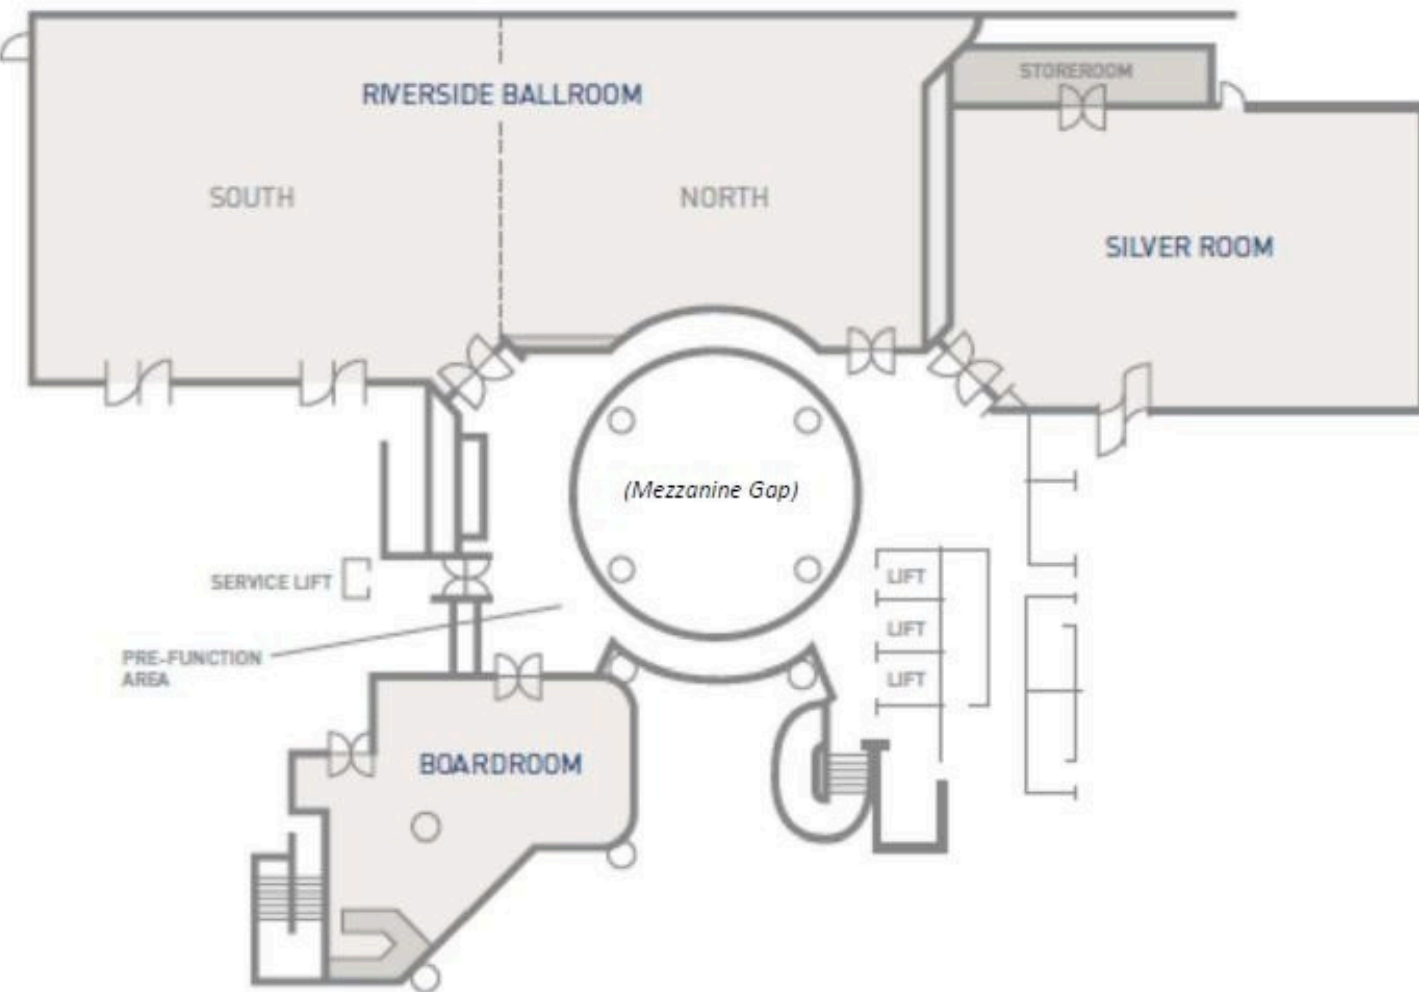 STOREROOM
RIVERSIDE BALLROOM
SOUTH
NORTH
SILVER ROOM
(Mezzanine Gap)
SERVICE LIFT
LIFT
LIFT
LIFT
PRE-FUNCTION
AREA
BOARDROOM